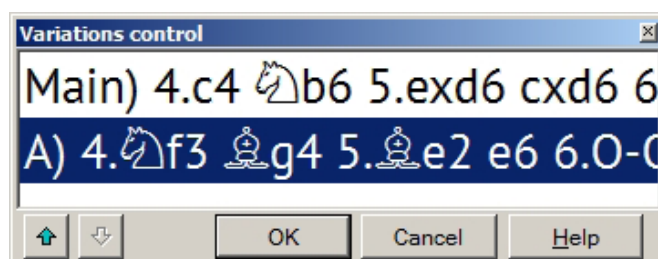 Variations control
Main) 4.c4 ♘b6 5.exd6 cxd6 6
A) 4.♘f3 ♗g4 5.♗e2 e6 6.O-O
OK Cancel Help